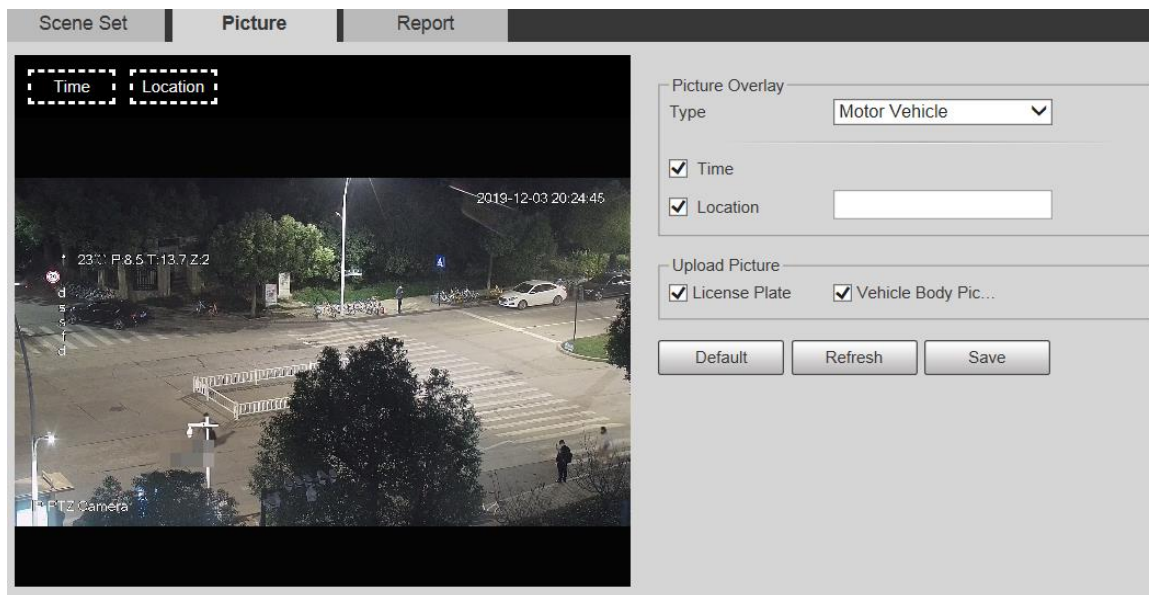 Scene Set
Picture
Report
Time
Location
2019-12-03 20:24:45
P:8.5 T:13.7 Z:2
d
s
s
f
d
PTZ Camera
Picture Overlay
Type
Motor Vehicle
Time
Location
Upload Picture
License Plate
Vehicle Body Pic...
Default
Refresh
Save